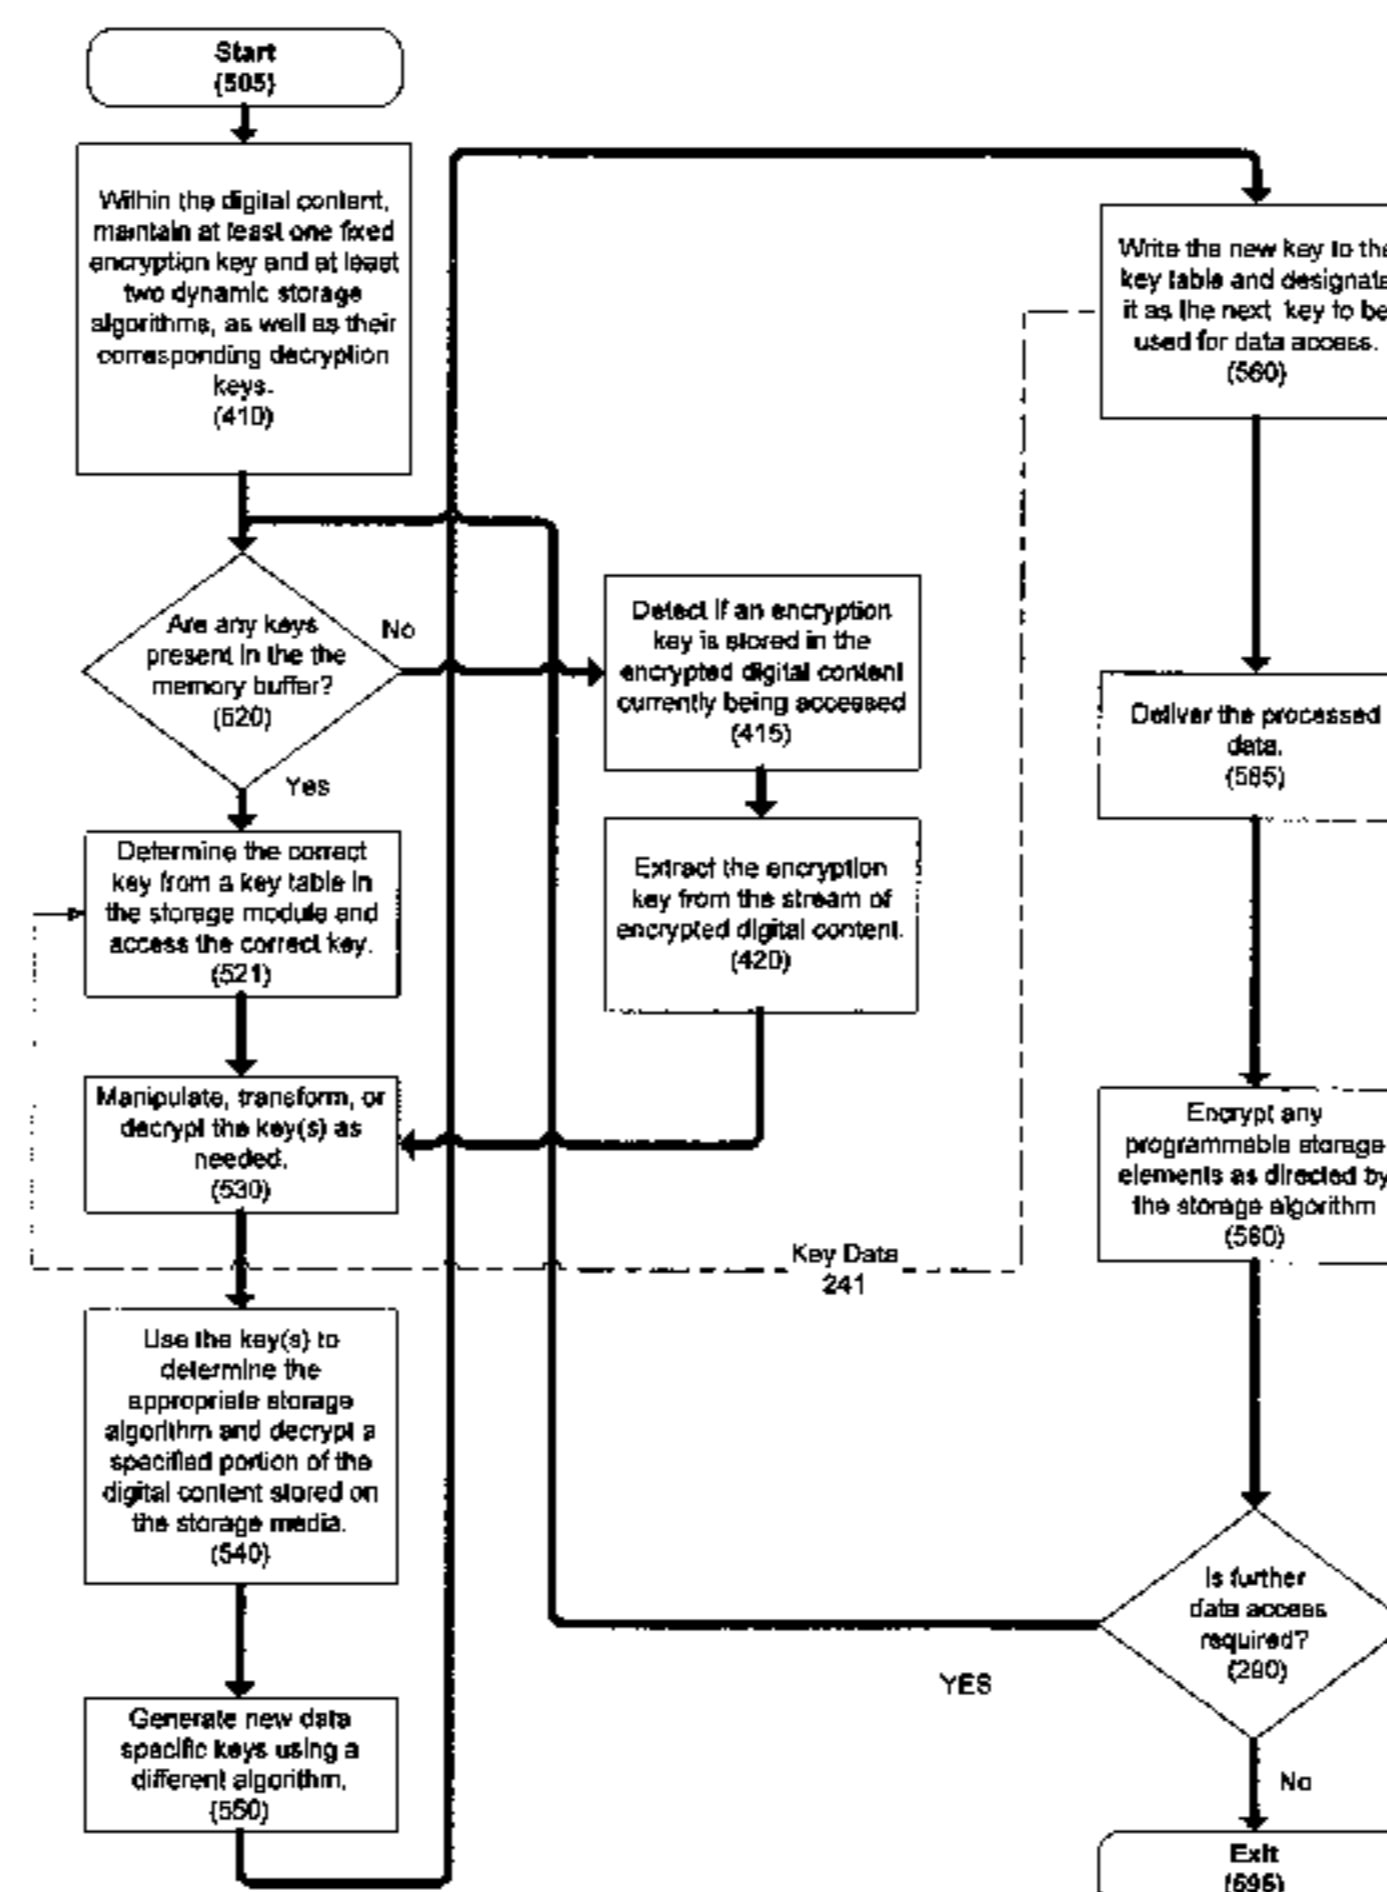 Start
(505)
Within the digital content,
maintain at least one fixed
encryption key and at least
two dynamic storage
algorithms, as well as their
corresponding decryption
keys.
(410)
Are any keys
present in the the
memory buffer?
(520)
No
Yes
Determine the correct
key from a key table in
the storage module and
access the correct key.
(521)
Manipulate, transform, or
decrypt the key(s) as
needed.
(530)
Use the key(s) to
determine the
appropriate storage
algorithm and decrypt a
specified portion of the
digital content stored on
the storage media.
(540)
Generate new data
specific keys using a
different algorithm.
(550)
Detect if an encryption
key is stored in the
encrypted digital content
currently being accessed
(415)
Extract the encryption
key from the stream of
encrypted digital content.
(420)
Key Data
241
Write the new key to the
key table and designate
it as the next key to be
used for data access.
(560)
Deliver the processed
data.
(565)
Encrypt any
programmable storage
elements as directed by
the storage algorithm
(580)
Is further
data access
required?
(290)
YES
No
Exit
(595)